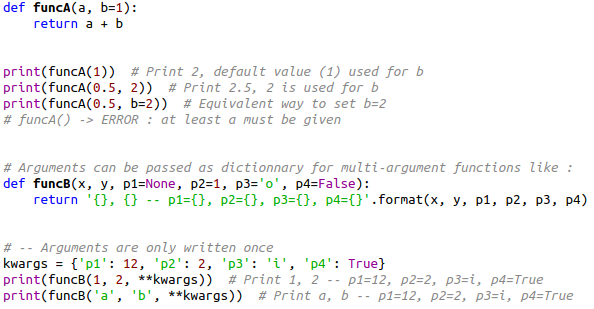 def funcA(a, b=1):
    return a + b
print(funcA(1))  # Print 2, default value (1) used for b
print(funcA(0.5, 2))  # Print 2.5, 2 is used for b
print(funcA(0.5, b=2))  # Equivalent way to set b=2
# funcA() -> ERROR : at least a must be given
# Arguments can be passed as dictionnary for multi-argument functions like :
def funcB(x, y, p1=None, p2=1, p3='o', p4=False):
    return '{}, {} -- p1={}, p2={}, p3={}, p4={}'.format(x, y, p1, p2, p3, p4)
# -- Arguments are only written once
kwargs = {'p1': 12, 'p2': 2, 'p3': 'i', 'p4': True}
print(funcB(1, 2, **kwargs))  # Print 1, 2 -- p1=12, p2=2, p3=i, p4=True
print(funcB('a', 'b', **kwargs))  # Print a, b -- p1=12, p2=2, p3=i, p4=True